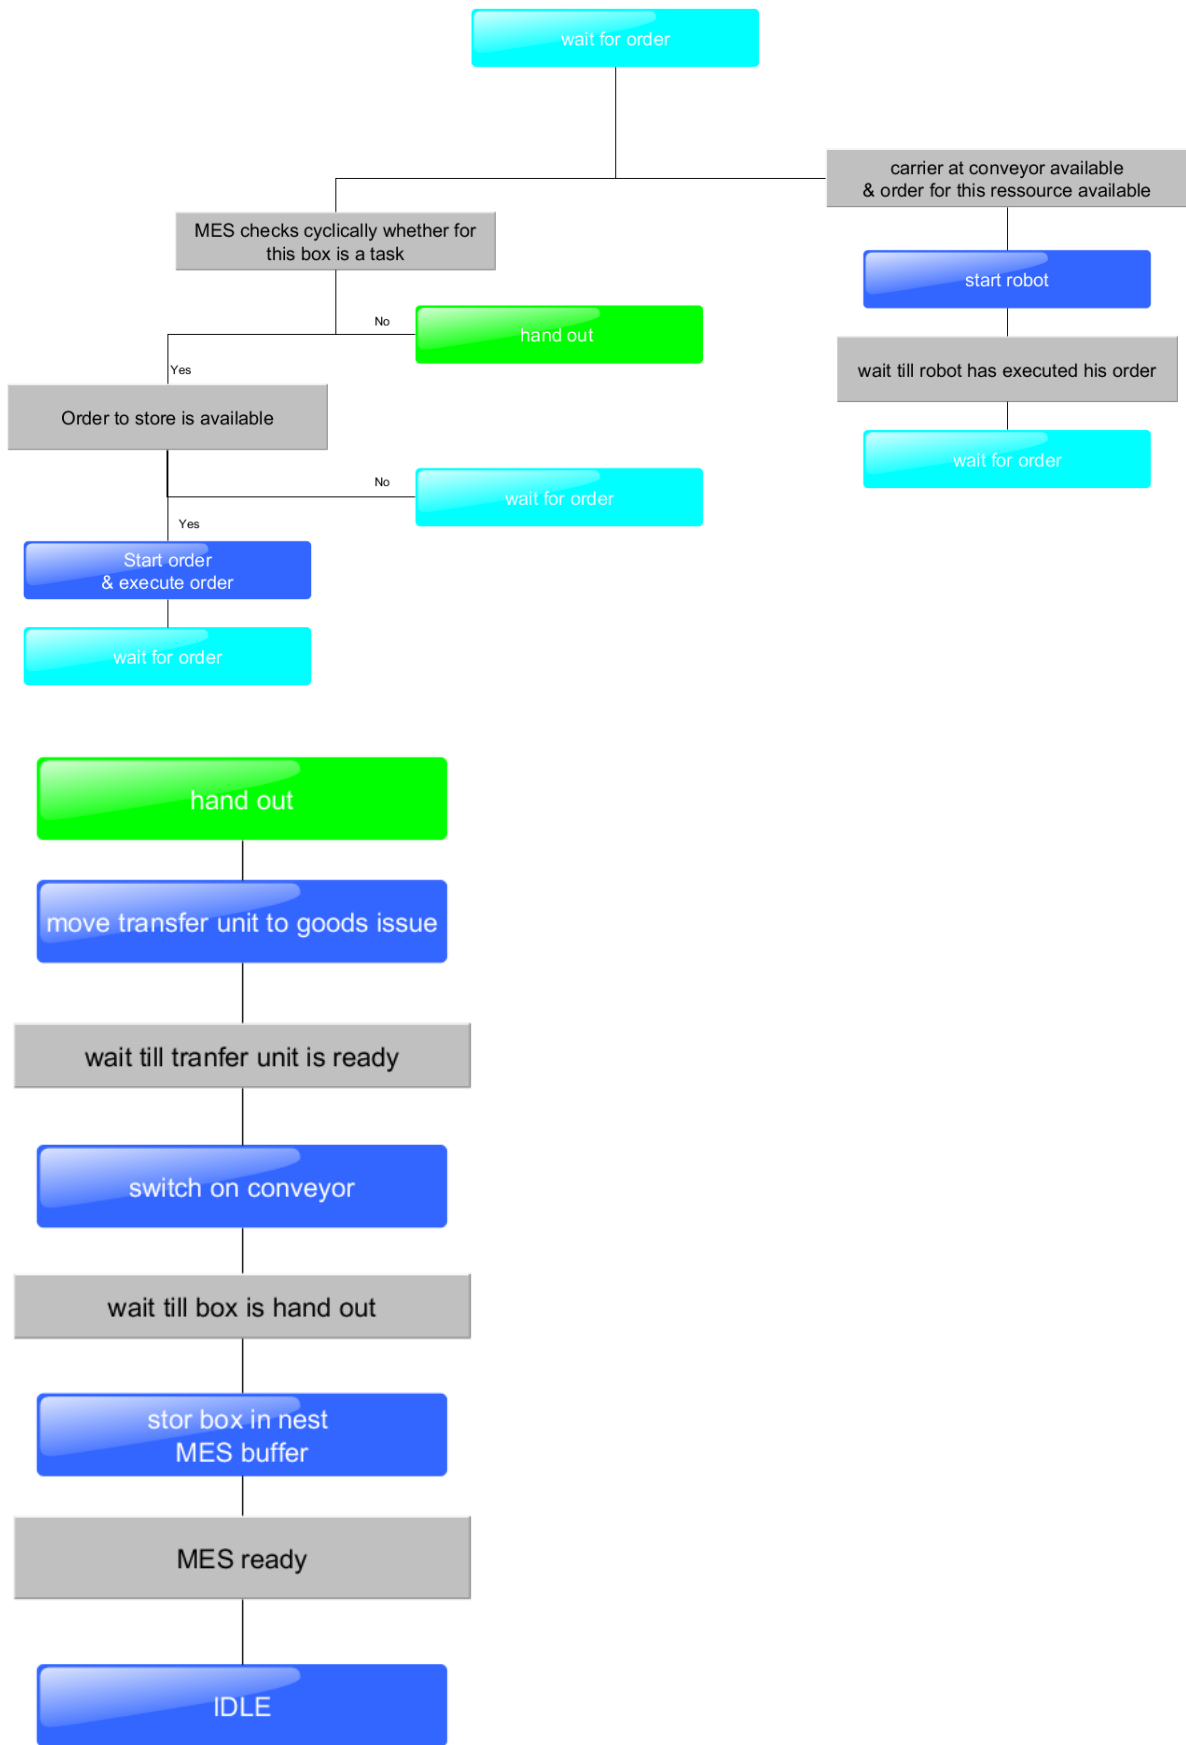 wait for order
carrier at conveyor available
& order for this ressource available
MES checks cyclically whether for
this box is a task
start robot
No
hand out
wait till robot has executed his order
Yes
Order to store is available
wait for order
No
wait for order
Yes
Start order
& execute order
wait for order
hand out
move transfer unit to goods issue
wait till tranfer unit is ready
switch on conveyor
wait till box is hand out
stor box in nest
MES buffer
MES ready
IDLE